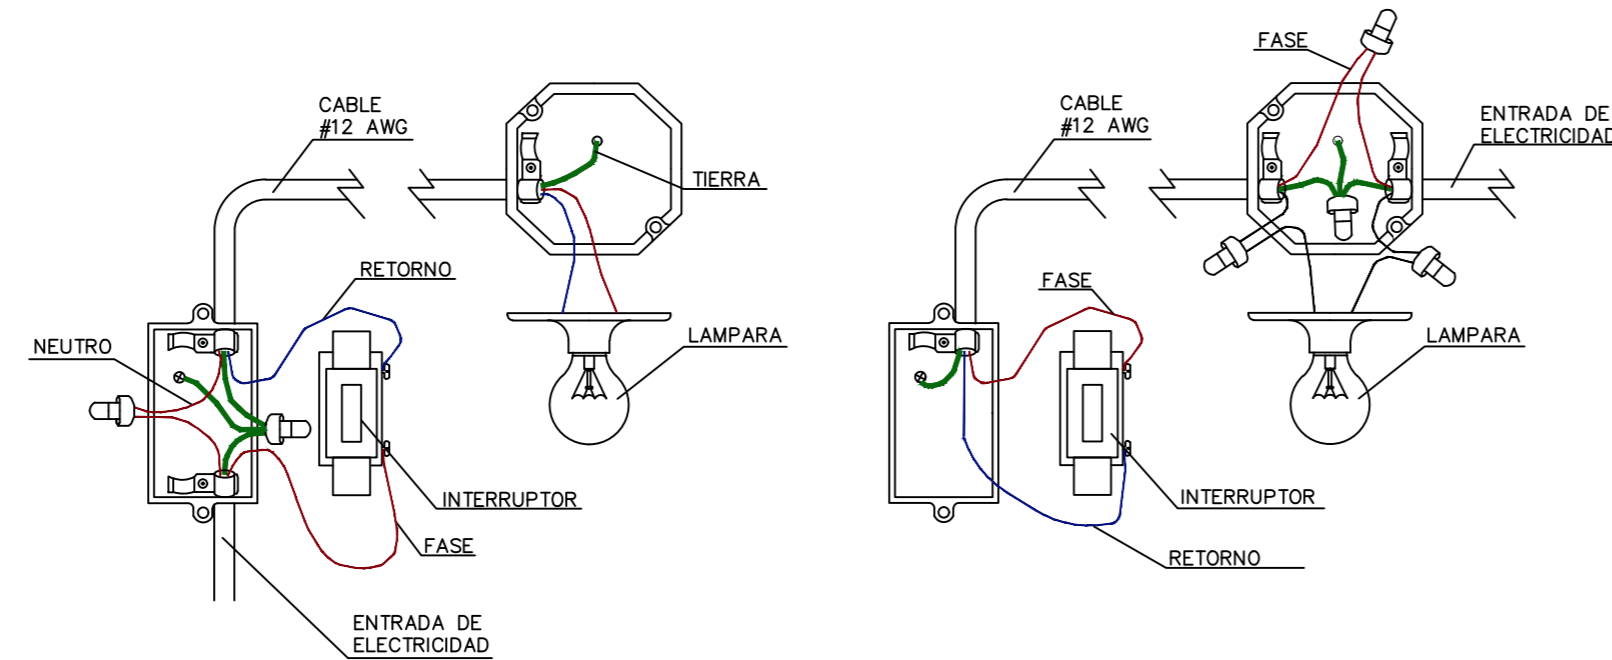 CABLE
#12 AWG
TIERRA
RETORNO
NEUTRO
LAMPARA
INTERRUPTOR
FASE
ENTRADA DE
ELECTRICIDAD
FASE
CABLE
#12 AWG
ENTRADA DE
ELECTRICIDAD
FASE
LAMPARA
INTERRUPTOR
RETORNO